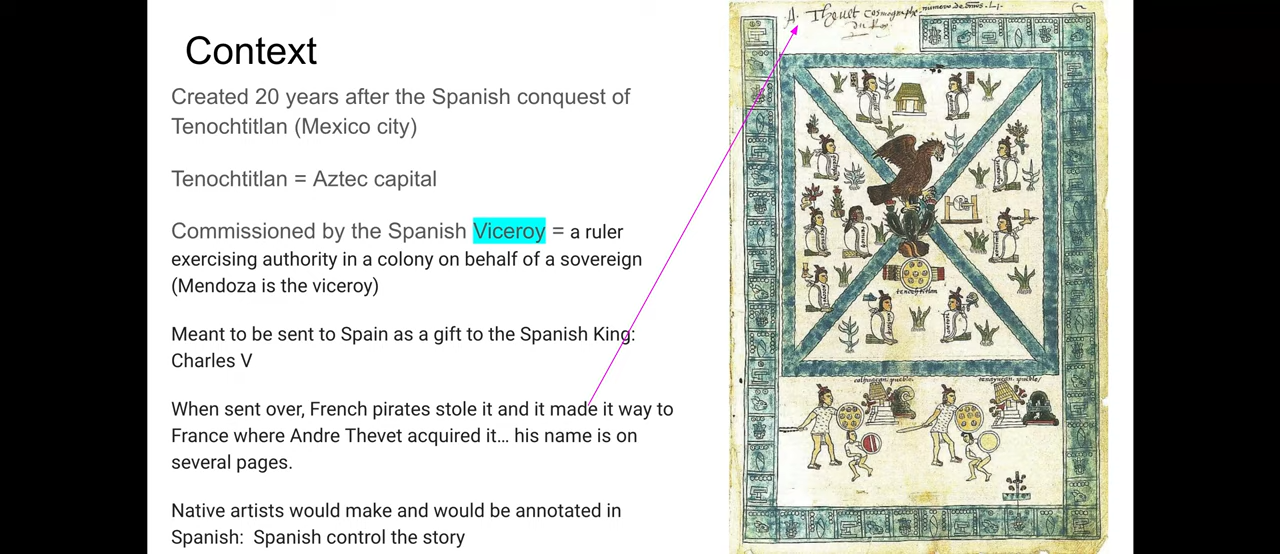 Context
Created 20 years after the Spanish conquest of
Tenochtitlan (Mexico city)
Tenochtitlan = Aztec capital
Commissioned by the Spanish Viceroy = a ruler
exercising authority in a colony on behalf of a sovereign
(Mendoza is the viceroy)
Meant to be sent to Spain as a gift to the Spanish King:
Charles V
When sent over, French pirates stole it and it made it way to
France where Andre Thevet acquired it... his name is on
several pages.
Native artists would make and would be annotated in
Spanish:  Spanish control the story
A. Thevet cosmographe
du Roy
tenochtitlan